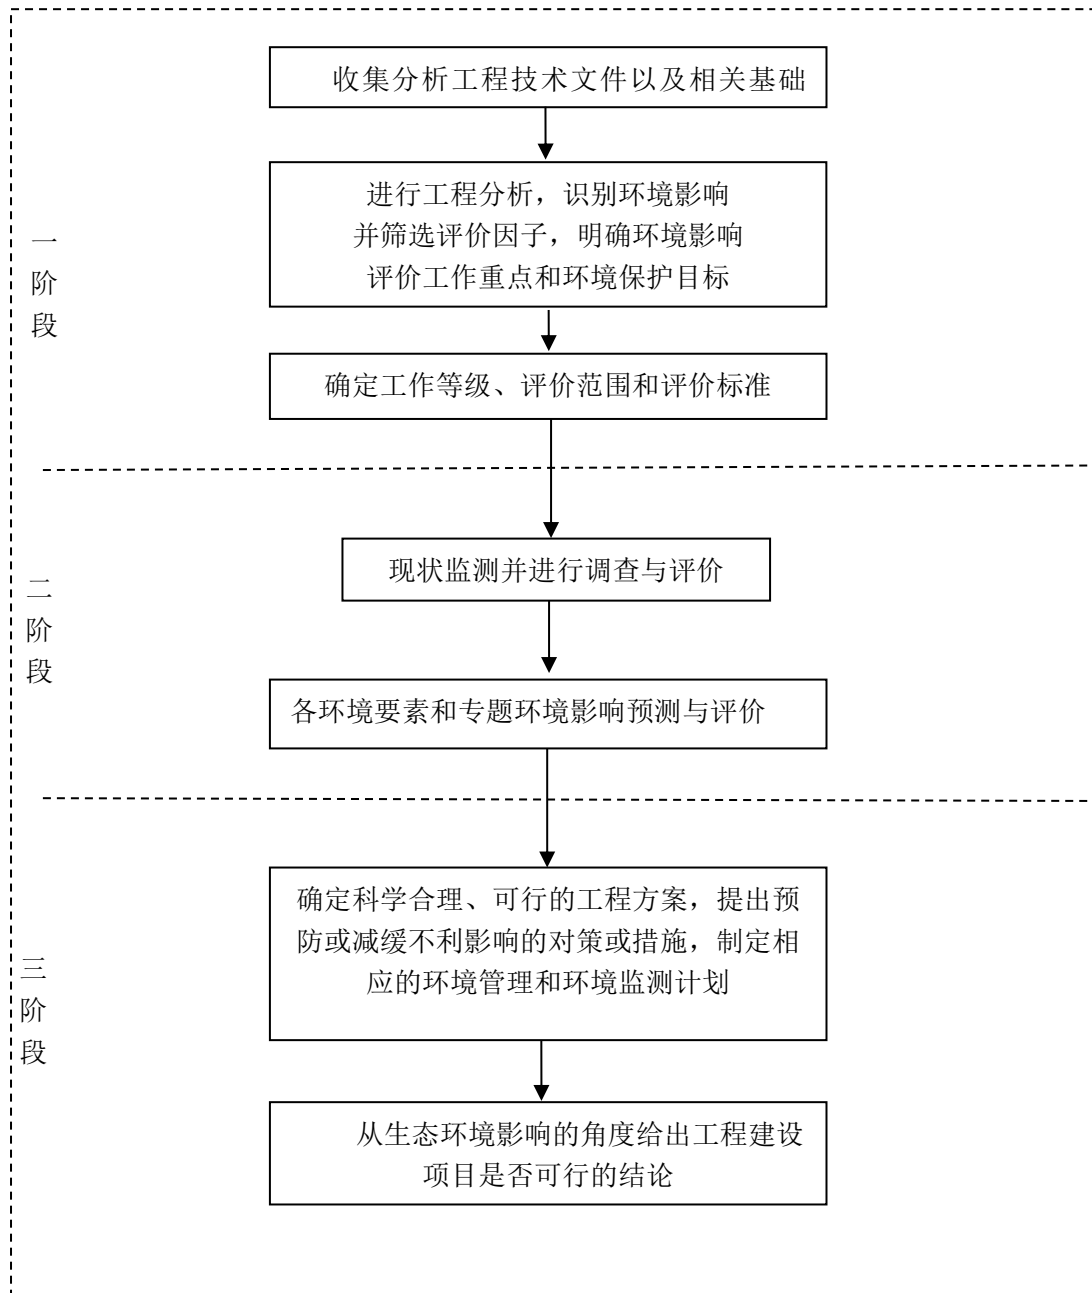 收集分析工程技术文件以及相关基础
进行工程分析，识别环境影响
并筛选评价因子，明确环境影响
评价工作重点和环境保护目标
一
阶
段
确定工作等级、评价范围和评价标准
现状监测并进行调查与评价
二
阶
段
各环境要素和专题环境影响预测与评价
确定科学合理、可行的工程方案，提出预
防或减缓不利影响的对策或措施，制定相
应的环境管理和环境监测计划
三
阶
段
从生态环境影响的角度给出工程建设
项目是否可行的结论